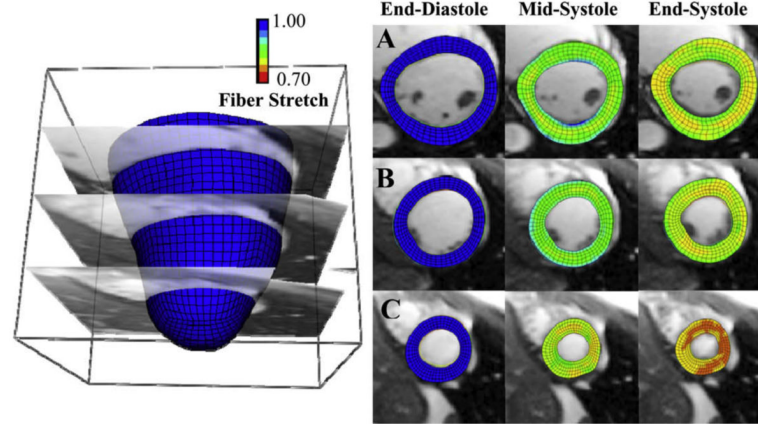 1.00
0.70
Fiber Stretch
End-Diastole Mid-Systole End-Systole
A
B
C